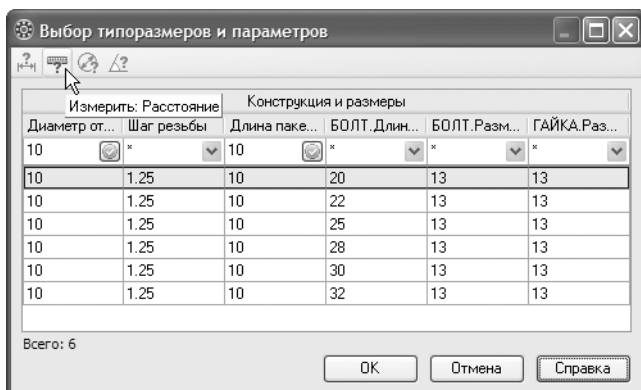 Выбор типоразмеров и параметров
Измерить: Расстояние
Конструкция и размеры
Диаметр от... Шаг резьбы Длина паке... БОЛТ.Длин... БОЛТ.Разм... ГАЙКА.Раз...
10 * 10 * * *
10 1.25 10 20 13 13
10 1.25 10 22 13 13
10 1.25 10 25 13 13
10 1.25 10 28 13 13
10 1.25 10 30 13 13
10 1.25 10 32 13 13
Всего: 6
OK Отмена Справка